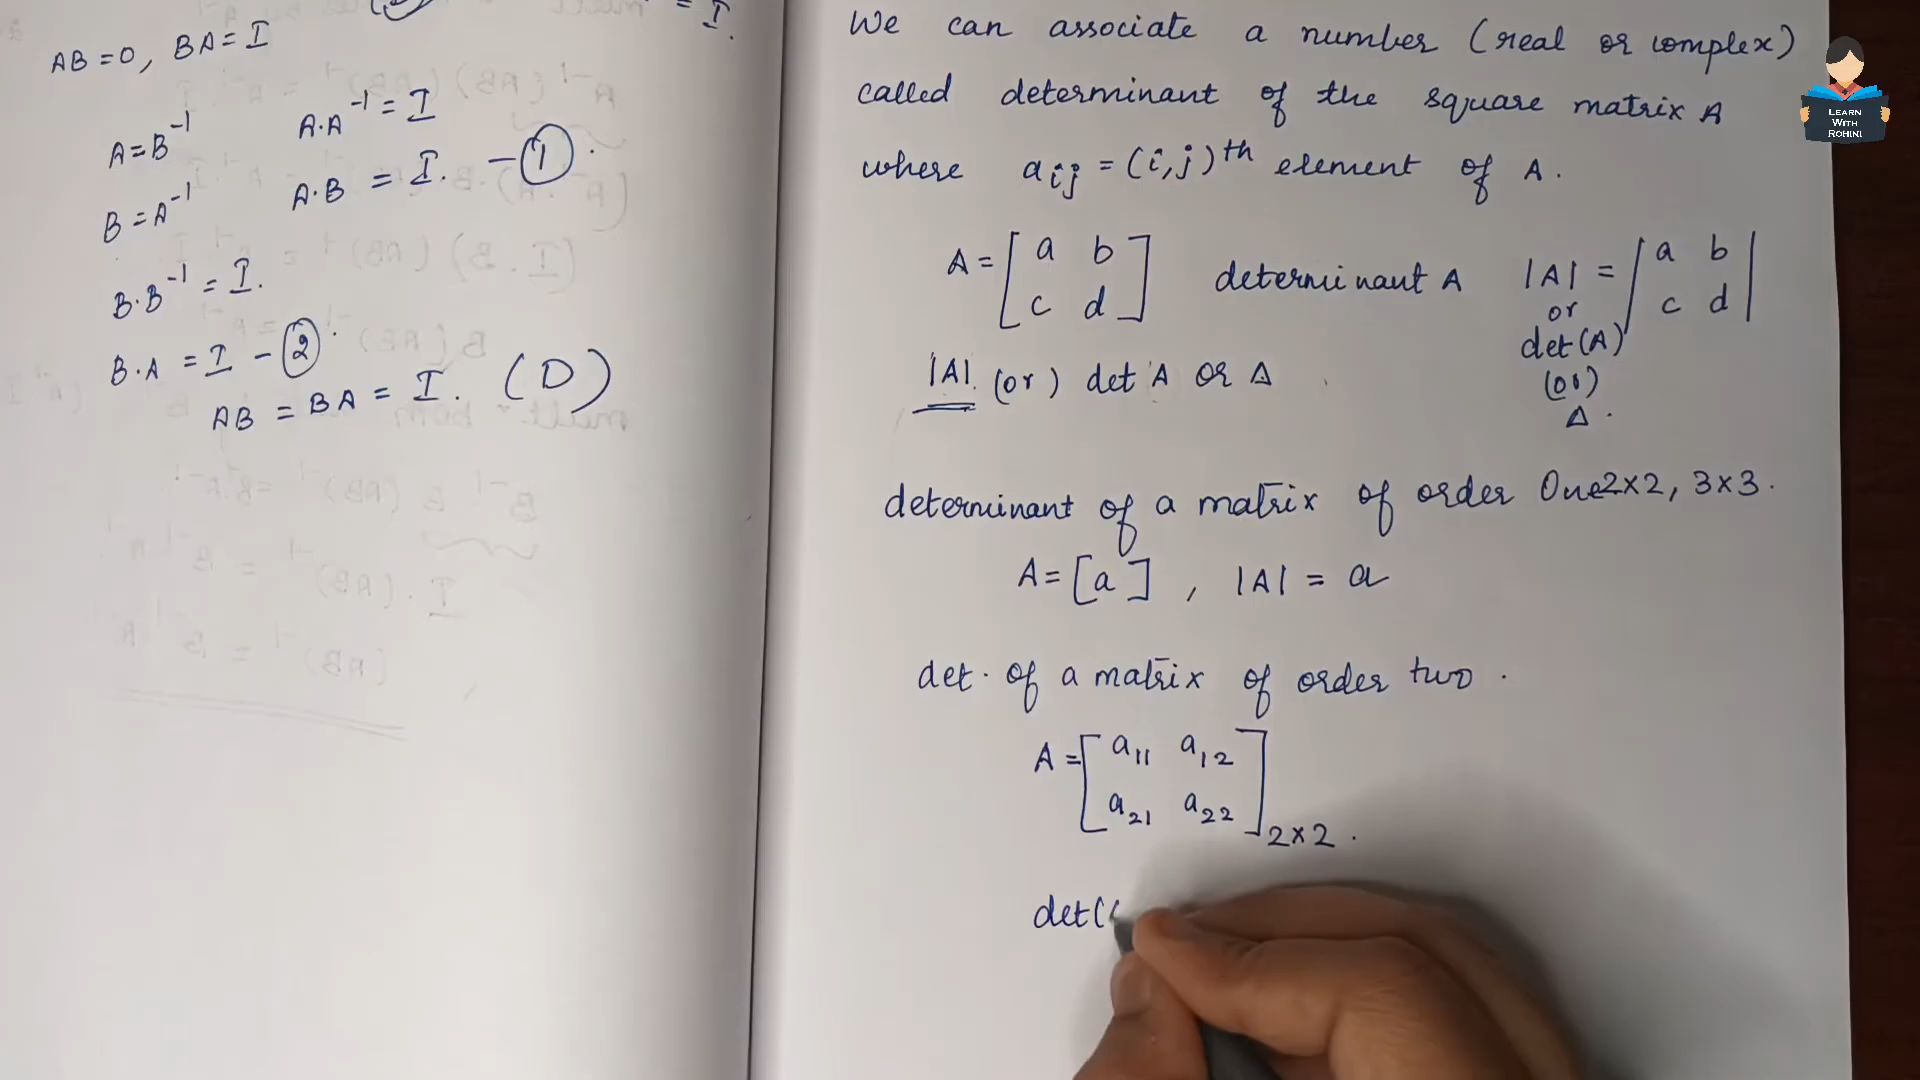 = I.
AB = 0, BA = I
A = B⁻¹ A·A⁻¹ = I
B = A⁻¹ A·B = I. - ①.
B·B⁻¹ = I.
B·A = I - ②.
AB = BA = I. (D)
We can associate a number (real or complex)
called determinant of the square matrix A
where aᵢⱼ = (i,j)ᵗʰ element of A.
A = [a b
c d] determinant A |A| = |a b
c d|
or
det(A)
(or)
Δ.
|A| (or) det A OR Δ
determinant of a matrix of order One 2×2, 3×3.
A = [a], |A| = a
det. of a matrix of order two.
A = [a₁₁ a₁₂
a₂₁ a₂₂]₂ₓ₂.
det(
LEARN
WITH
ROHINI